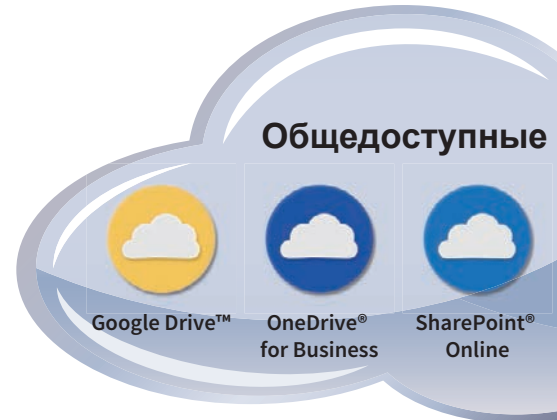 Общедоступные
Google Drive™
OneDrive®
for Business
SharePoint®
Online